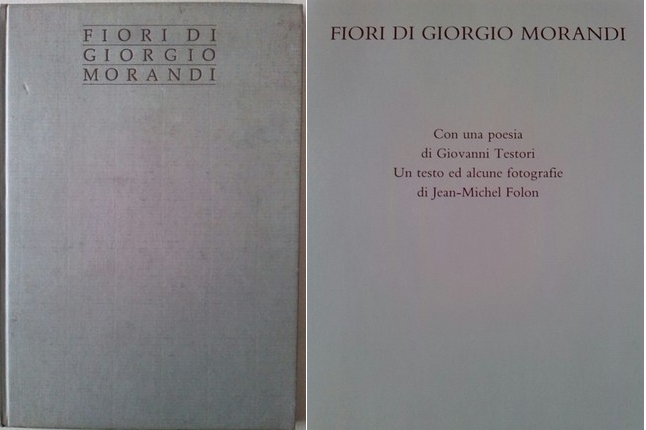 FIORI DI
GIORGIO
MORANDI
FIORI DI GIORGIO MORANDI
Con una poesia
di Giovanni Testori
Un testo ed alcune fotografie
di Jean-Michel Folon